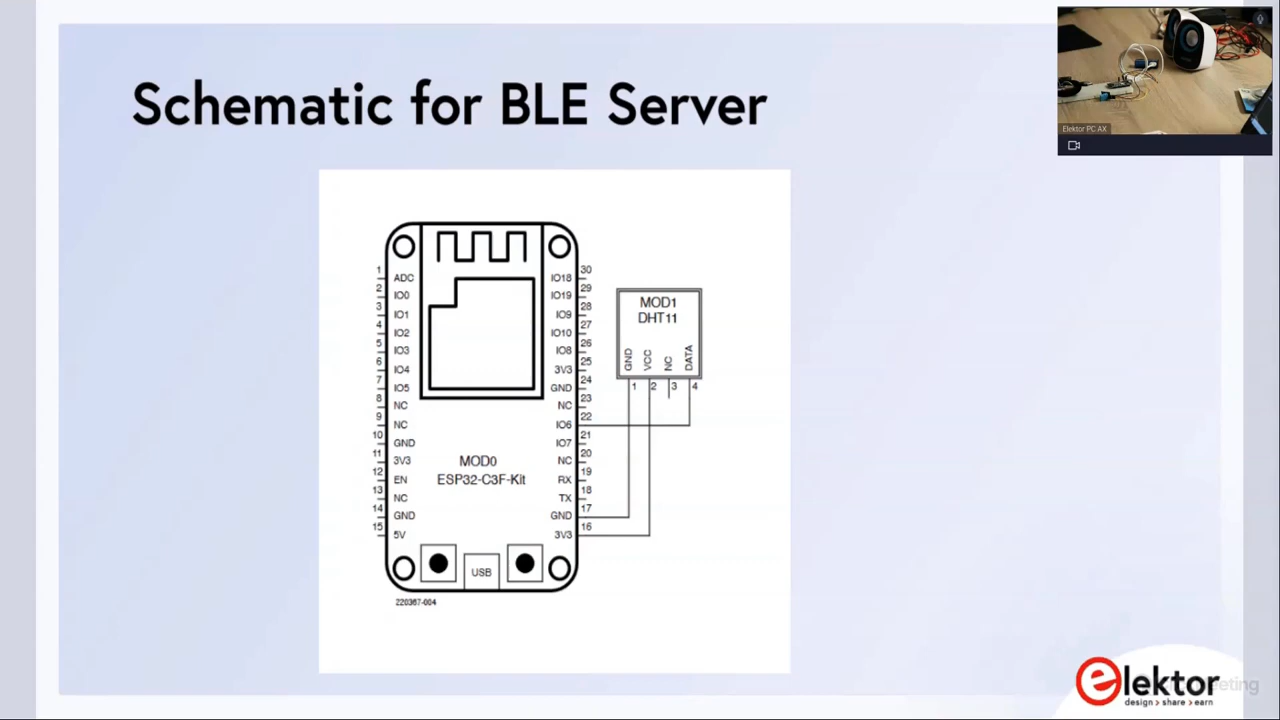 Schematic for BLE Server
Elektor PC AX
1 ADC IO18 30
2 IO0 IO19 29
3 IO1 IO9 28
4 IO2 IO10 27
5 IO3 IO8 26
6 IO4 3V3 25
7 IO5 GND 24
8 NC NC 23
9 NC IO6 22
10 GND IO7 21
11 3V3 NC 20
12 EN RX 19
13 NC TX 18
14 GND GND 17
15 5V 3V3 16
MOD0
ESP32-C3F-Kit
USB
220367-004
MOD1
DHT11
GND VCC NC DATA
1 2 3 4
elektor
design > share > earn